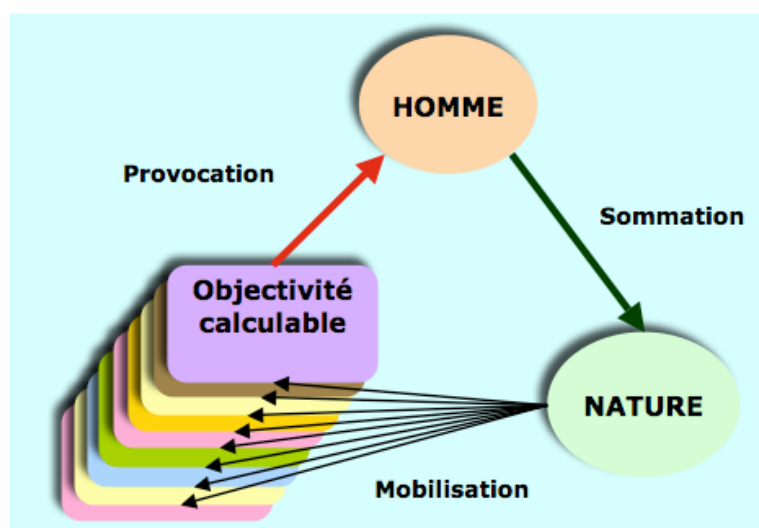 HOMME
Provocation
Sommation
Objectivité
calculable
NATURE
Mobilisation